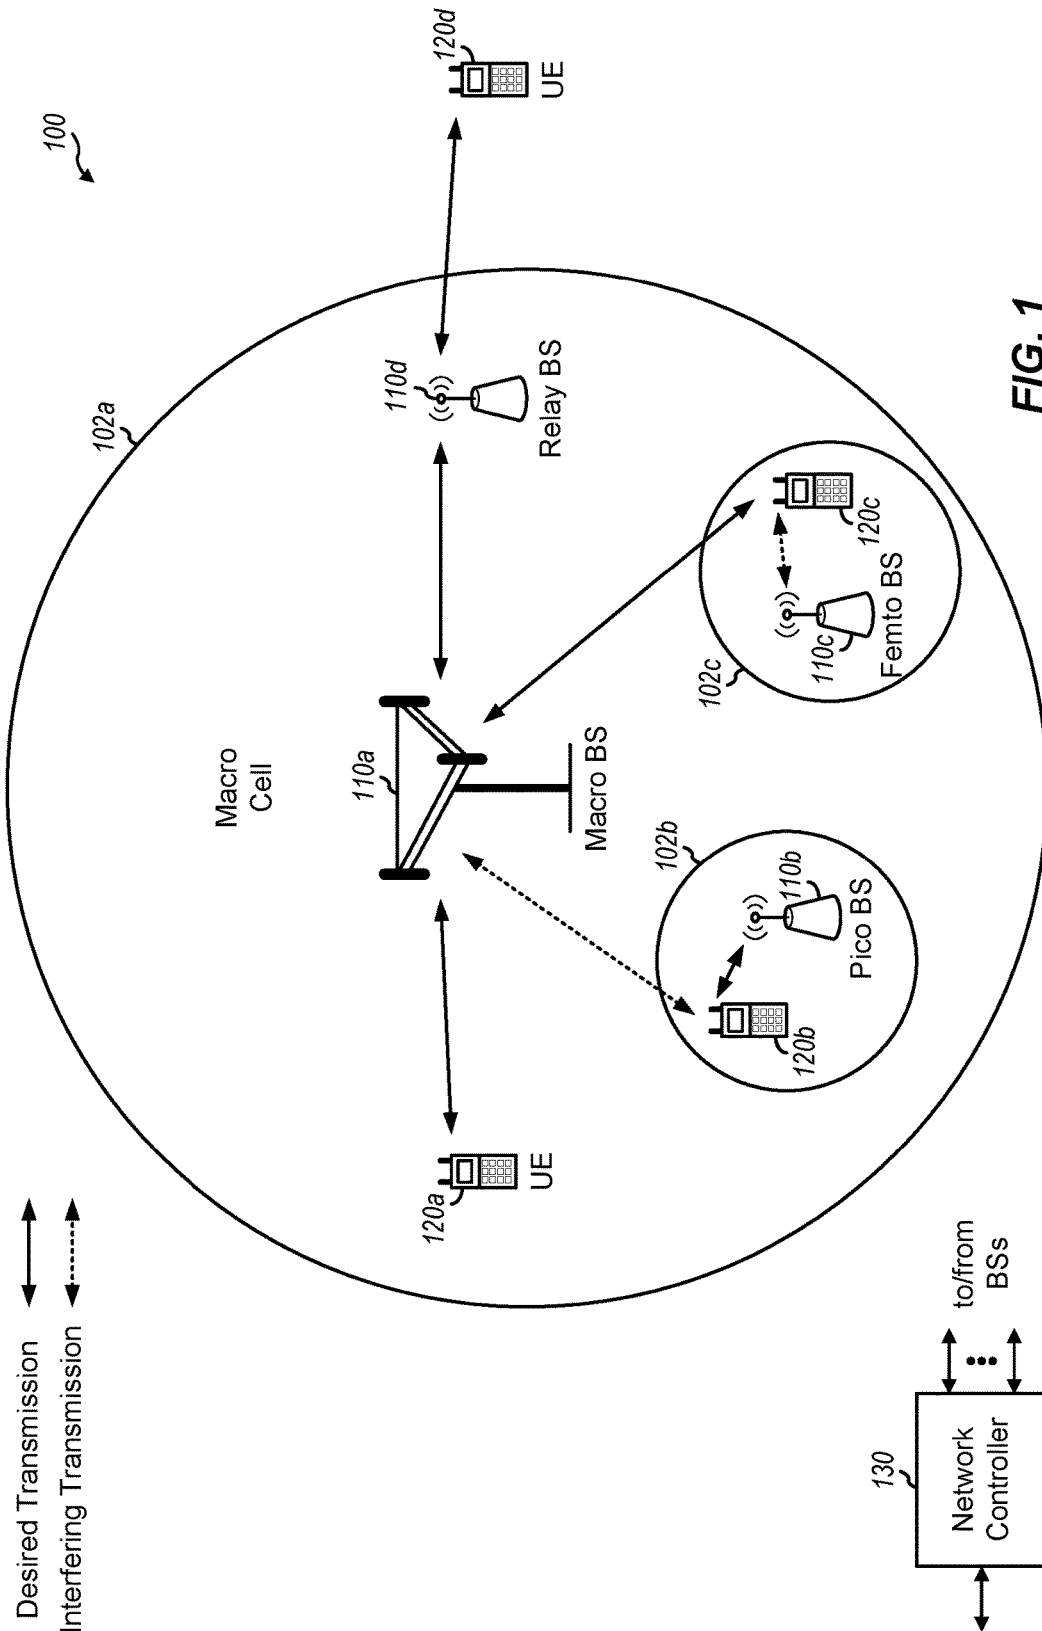 Desired Transmission
Interfering Transmission
100
102a
Macro
Cell
110a
Macro BS
120a
UE
110d
Relay BS
120d
UE
102b
110b
Pico BS
120b
102c
110c
Femto BS
120c
130
Network
Controller
to/from
BSs
FIG. 1